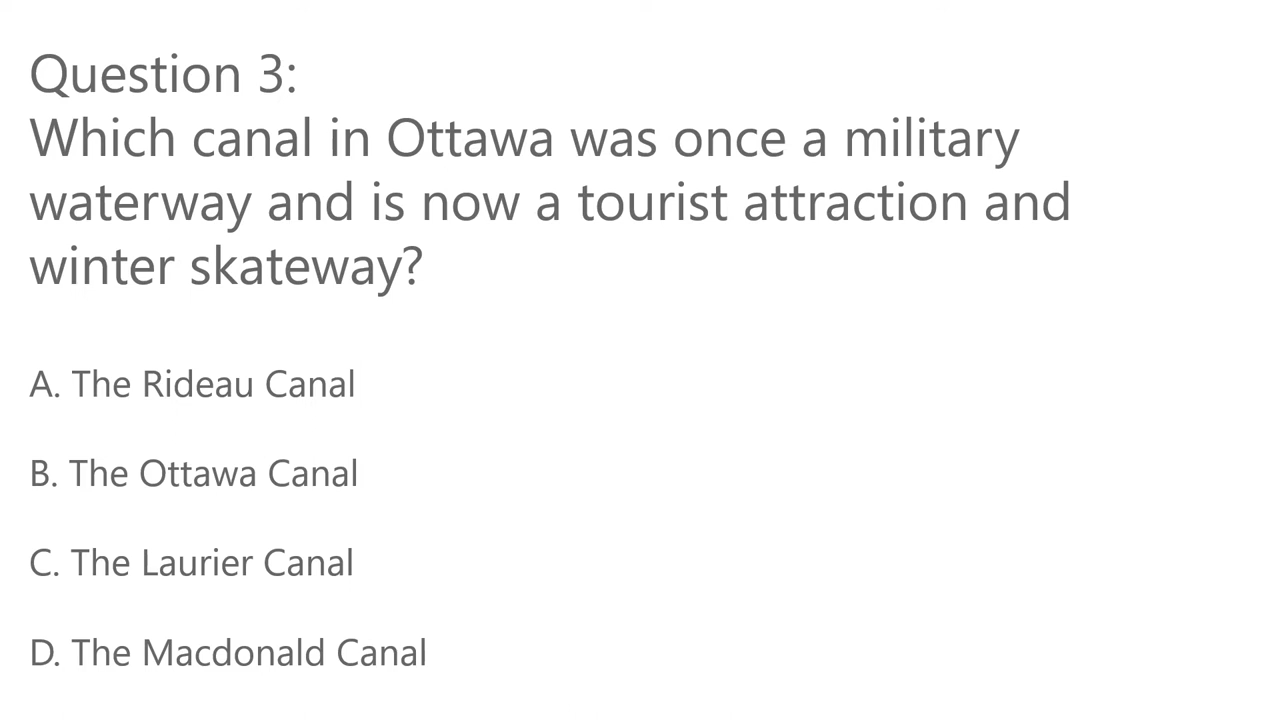 Question 3:
Which canal in Ottawa was once a military
waterway and is now a tourist attraction and
winter skateway?
A. The Rideau Canal
B. The Ottawa Canal
C. The Laurier Canal
D. The Macdonald Canal